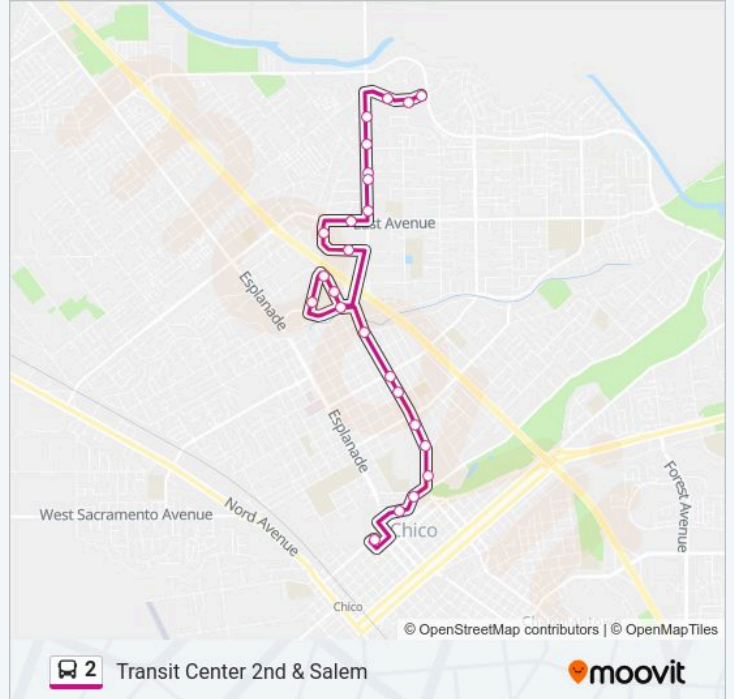 East Avenue
Esplanade
Esplanade
West Sacramento Avenue
Nord Avenue
Forest Avenue
Chico
Chico
© OpenStreetMap contributors | © OpenMapTiles
2 Transit Center 2nd & Salem
moovit